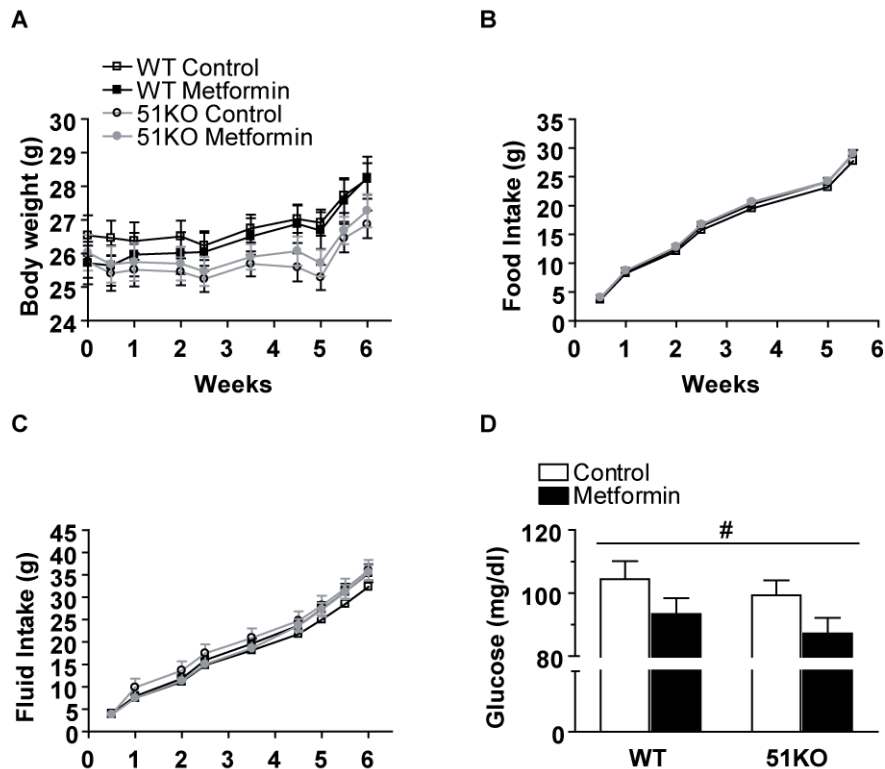 A
WT Control
WT Metformin
51KO Control
51KO Metformin
Body weight (g)
30
29
28
27
26
25
24
0 1 2 3 4 5 6
Weeks
B
Food Intake (g)
35
30
25
20
15
10
5
0
0 1 2 3 4 5 6
Weeks
C
Fluid Intake (g)
45
40
35
30
25
20
15
10
5
0
0 1 2 3 4 5 6
D
Control
Metformin
#
Glucose (mg/dl)
120
100
80
0
WT 51KO